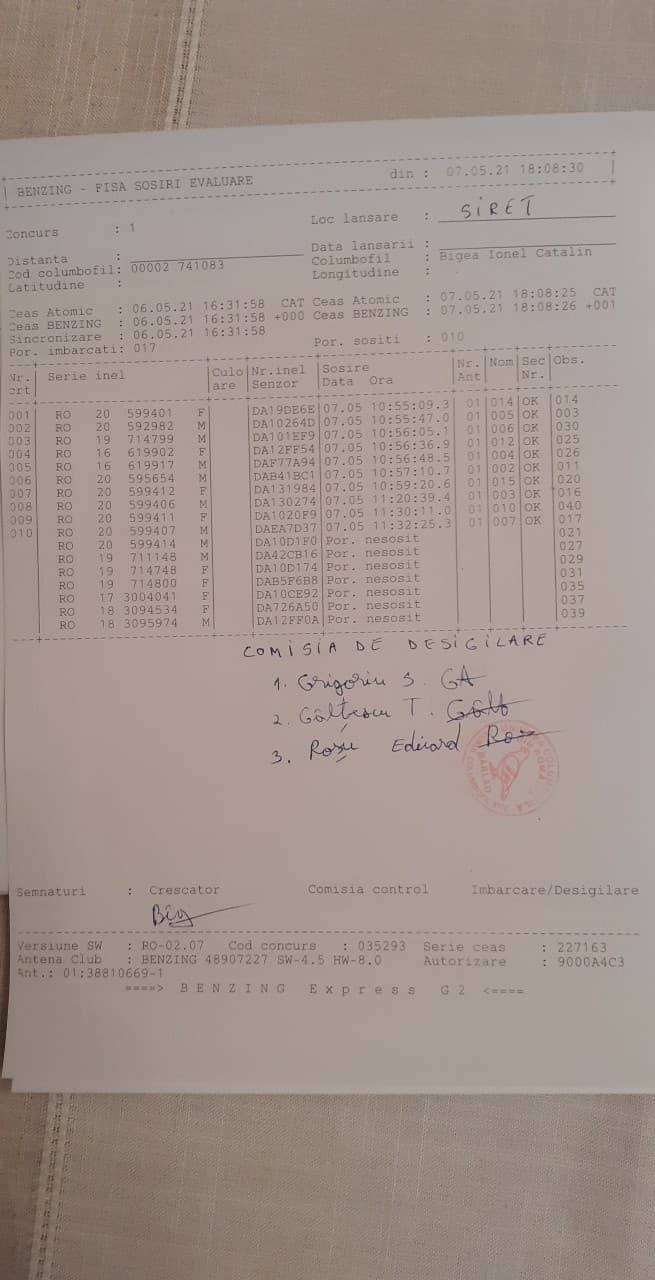 BENZING - FISA SOSIRI EVALUARE din : 07.05.21 18:08:30
Concurs : 1 Loc lansare : SIRET
Distanta : Data lansarii :
Cod columbofil: 00002 741083 Columbofil : Bigea Ionel Catalin
Latitudine : Longitudine :
Ceas Atomic : 06.05.21 16:31:58 CAT Ceas Atomic : 07.05.21 18:08:25 CAT
Ceas BENZING : 06.05.21 16:31:58 +000 Ceas BENZING : 07.05.21 18:08:26 +001
Sincronizare : 06.05.21 16:31:58
Por. imbarcati: 017 Por. sositi : 010
Nr. Serie inel Culo Nr.inel Sosire Nr. Nom Sec Obs.
crt are Senzor Data Ora Ant Nr.
001 RO 20 599401 F DA19DE6E 07.05 10:55:09.3 01 014 OK 014
002 RO 20 592982 M DA10264D 07.05 10:55:47.0 01 005 OK 003
003 RO 19 714799 M DA101EF9 07.05 10:56:05.1 01 006 OK 030
004 RO 16 619902 F DA12FF54 07.05 10:56:36.9 01 012 OK 025
005 RO 16 619917 M DAF77A94 07.05 10:56:48.5 01 004 OK 026
006 RO 20 595654 M DAB41BC1 07.05 10:57:10.7 01 002 OK 011
007 RO 20 599412 F DA131984 07.05 10:59:20.6 01 015 OK 020
008 RO 20 599406 M DA130274 07.05 11:20:39.4 01 003 OK 016
009 RO 20 599411 F DA1020F9 07.05 11:30:11.0 01 010 OK 040
010 RO 20 599407 M DAEA7D37 07.05 11:32:25.3 01 007 OK 017
RO 20 599414 M DA10D1F0 Por. nesosit 021
RO 19 711148 M DA42CB16 Por. nesosit 027
RO 19 714748 F DA10D174 Por. nesosit 029
RO 19 714800 F DAB5F6B8 Por. nesosit 031
RO 17 3004041 F DA10CE92 Por. nesosit 035
RO 18 3094534 F DA726A50 Por. nesosit 037
RO 18 3095974 M DA12FF0A Por. nesosit 039
COMISIA DE DESIGILARE
1. Grigoriu S. GA
2. Gâlțescu T.
3. Roșu Eduard
Semnaturi : Crescator Comisia control Imbarcare/Desigilare
Big
Versiune SW : RO-02.07 Cod concurs : 035293 Serie ceas : 227163
Antena Club : BENZING 48907227 SW-4.5 HW-8.0 Autorizare : 9000A4C3
Ant.: 01:38810669-1
====> BENZING Express G2 <====